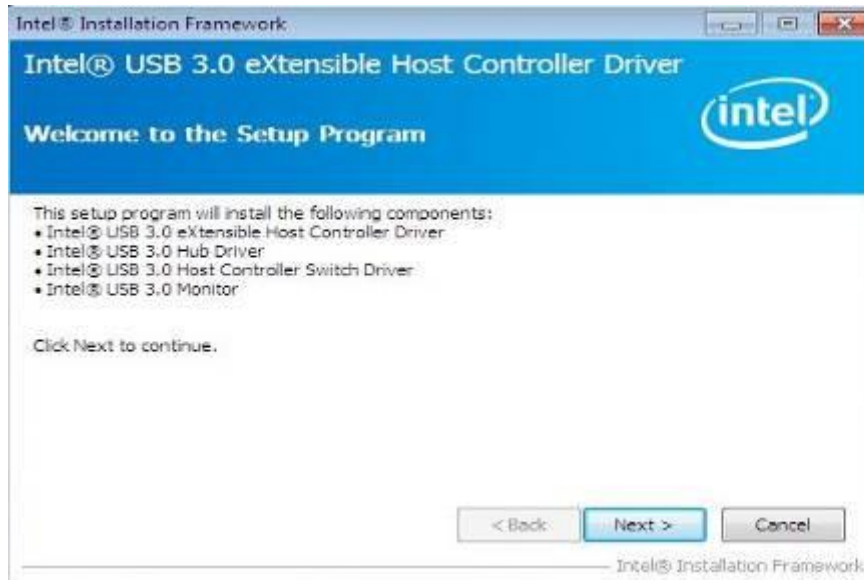 Intel® Installation Framework
Intel® USB 3.0 eXtensible Host Controller Driver
intel®
Welcome to the Setup Program
This setup program will install the following components:
• Intel® USB 3.0 eXtensible Host Controller Driver
• Intel® USB 3.0 Hub Driver
• Intel® USB 3.0 Host Controller Switch Driver
• Intel® USB 3.0 Monitor
Click Next to continue.
< Back Next > Cancel
Intel® Installation Framework